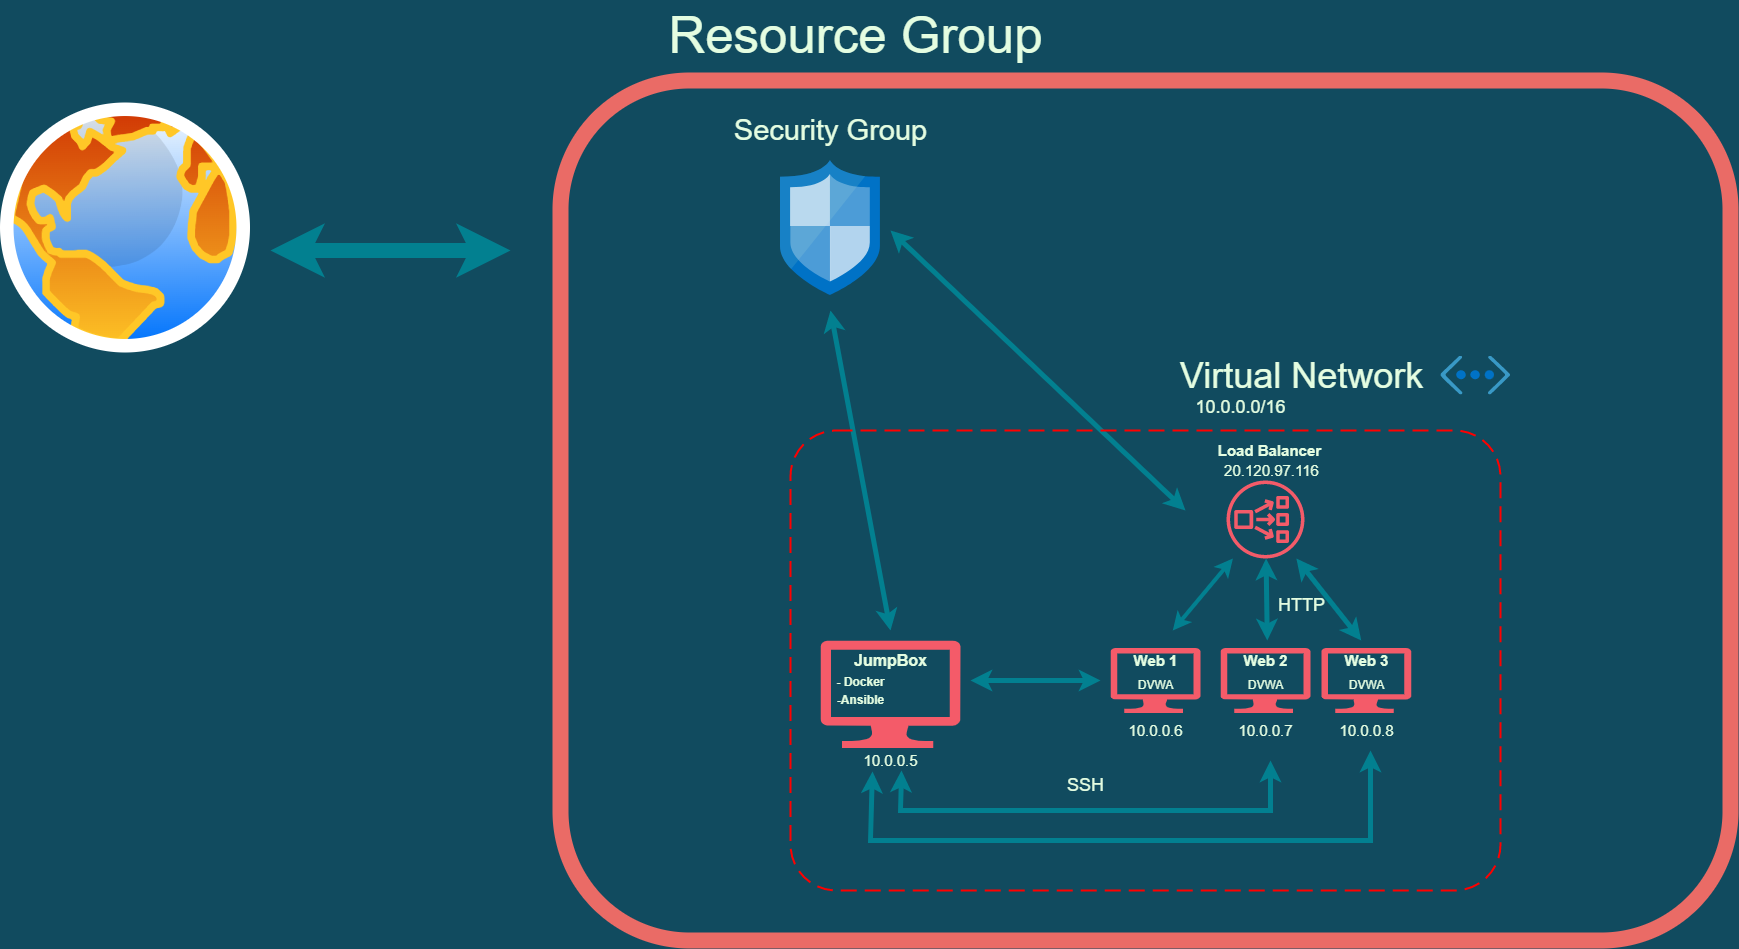 Resource Group
Security Group
Virtual Network
10.0.0.0/16
Load Balancer
20.120.97.116
HTTP
JumpBox
- Docker
-Ansible
10.0.0.5
Web 1
DVWA
10.0.0.6
Web 2
DVWA
10.0.0.7
Web 3
DVWA
10.0.0.8
SSH